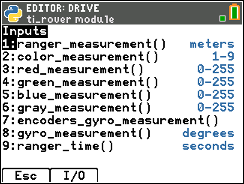 EDITOR: DRIVE
ti_rover module
Inputs
1:ranger_measurement() meters
2:color_measurement() 1-9
3:red_measurement() 0-255
4:green_measurement() 0-255
5:blue_measurement() 0-255
6:gray_measurement() 0-255
7:encoders_gyro_measurement()
8:gyro_measurement() degrees
9:ranger_time() seconds
Esc I/O